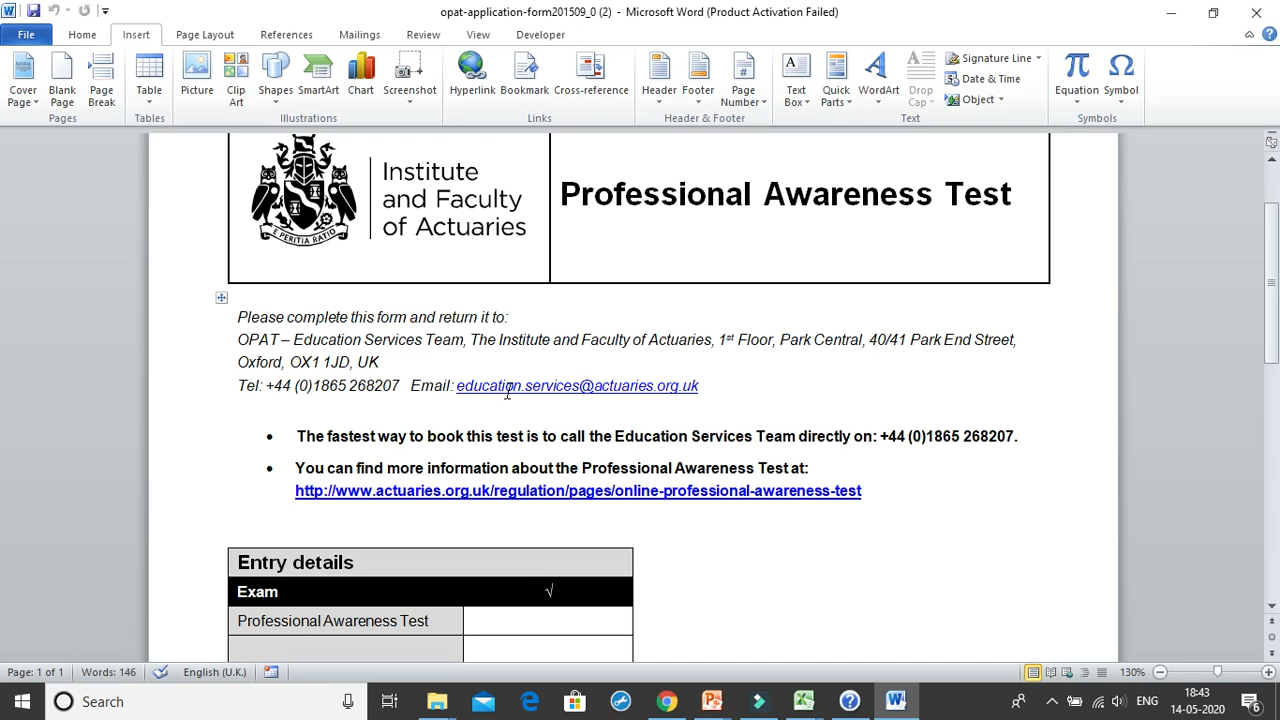 opat-application-form201509_0 (2) - Microsoft Word (Product Activation Failed)
File Home Insert Page Layout References Mailings Review View Developer
Cover Page Blank Page Page Break Table Picture Clip Art Shapes SmartArt Chart Screenshot Hyperlink Bookmark Cross-reference Header Footer Page Number Text Box Quick Parts WordArt Drop Cap Signature Line Date & Time Object Equation Symbol
Pages Tables Illustrations Links Header & Footer Text Symbols
Institute
and Faculty
of Actuaries
E PERITIA RATIO
Professional Awareness Test
Please complete this form and return it to:
OPAT – Education Services Team, The Institute and Faculty of Actuaries, 1st Floor, Park Central, 40/41 Park End Street,
Oxford, OX1 1JD, UK
Tel: +44 (0)1865 268207 Email: education.services@actuaries.org.uk
• The fastest way to book this test is to call the Education Services Team directly on: +44 (0)1865 268207.
• You can find more information about the Professional Awareness Test at:
http://www.actuaries.org.uk/regulation/pages/online-professional-awareness-test
Entry details
Exam √
Professional Awareness Test
Page: 1 of 1 Words: 146 English (U.K.) 130%
Search ENG 18:43
14-05-2020 6